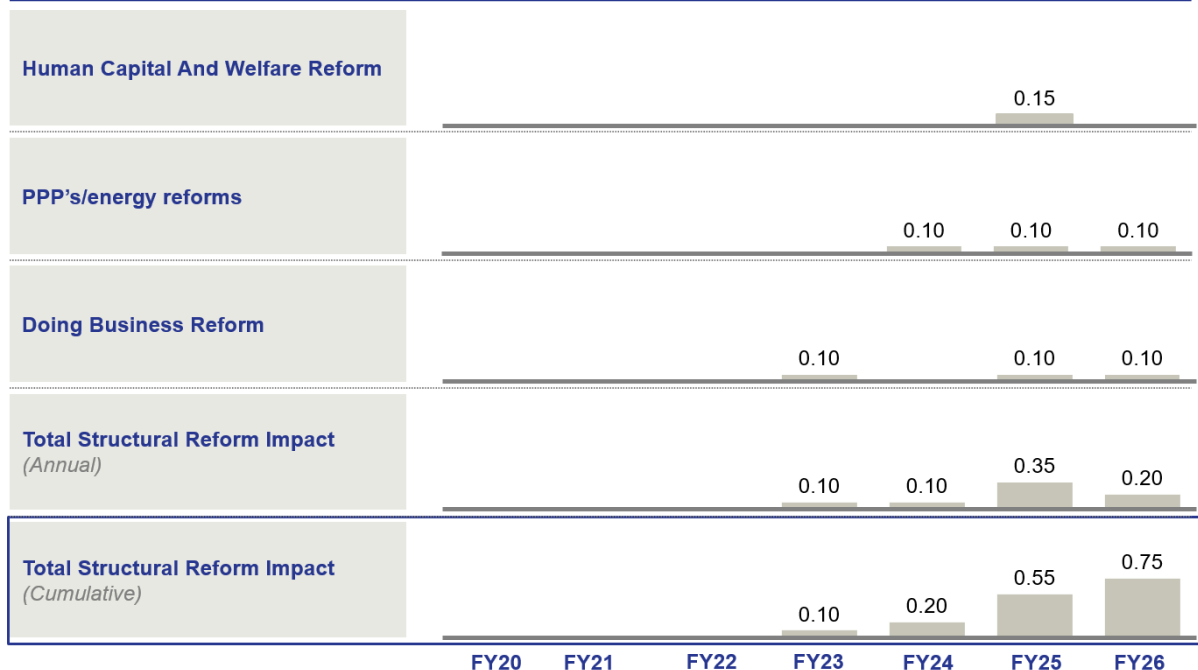 Human Capital And Welfare Reform
0.15
PPP’s/energy reforms
0.10 0.10 0.10
Doing Business Reform
0.10 0.10 0.10
Total Structural Reform Impact
(Annual)
0.10 0.10 0.35 0.20
Total Structural Reform Impact
(Cumulative)
0.10 0.20 0.55 0.75
FY20 FY21 FY22 FY23 FY24 FY25 FY26